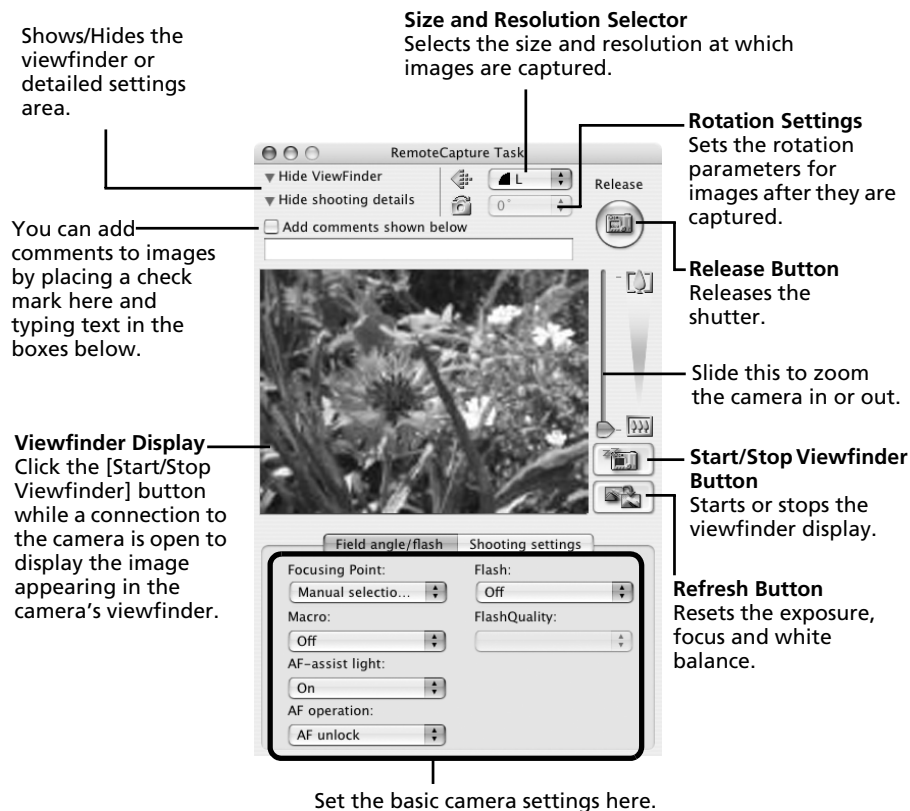 Size and Resolution Selector
Selects the size and resolution at which
images are captured.
Shows/Hides the
viewfinder or
detailed settings
area.
Rotation Settings
Sets the rotation
parameters for
images after they are
captured.
RemoteCapture Task
Hide ViewFinder
L
Release
Hide shooting details
0°
Add comments shown below
You can add
comments to images
by placing a check
mark here and
typing text in the
boxes below.
Release Button
Releases the
shutter.
Slide this to zoom
the camera in or out.
Viewfinder Display
Click the [Start/Stop
Viewfinder] button
while a connection to
the camera is open to
display the image
appearing in the
camera's viewfinder.
Start/Stop Viewfinder
Button
Starts or stops the
viewfinder display.
Refresh Button
Resets the exposure,
focus and white
balance.
Field angle/flash
Shooting settings
Focusing Point:
Manual selectio...
Macro:
Off
AF-assist light:
On
AF operation:
AF unlock
Flash:
Off
FlashQuality:
Set the basic camera settings here.